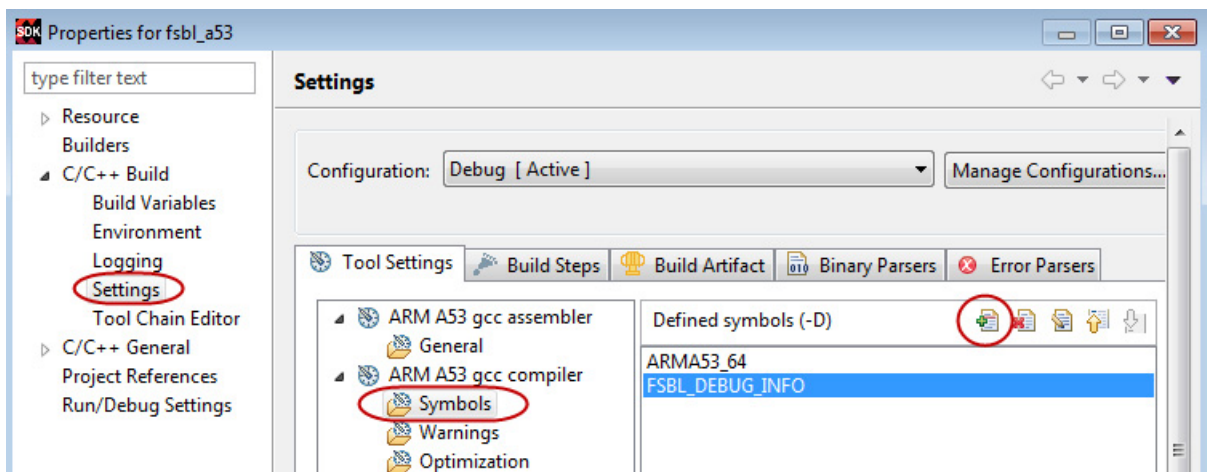 SDK Properties for fsbl_a53
type filter text
Resource
Builders
C/C++ Build
Build Variables
Environment
Logging
Settings
Tool Chain Editor
C/C++ General
Project References
Run/Debug Settings
Settings
Configuration: Debug [ Active ] Manage Configurations...
Tool Settings Build Steps Build Artifact 010 Binary Parsers Error Parsers
ARM A53 gcc assembler
General
ARM A53 gcc compiler
Symbols
Warnings
Optimization
Defined symbols (-D)
ARMA53_64
FSBL_DEBUG_INFO